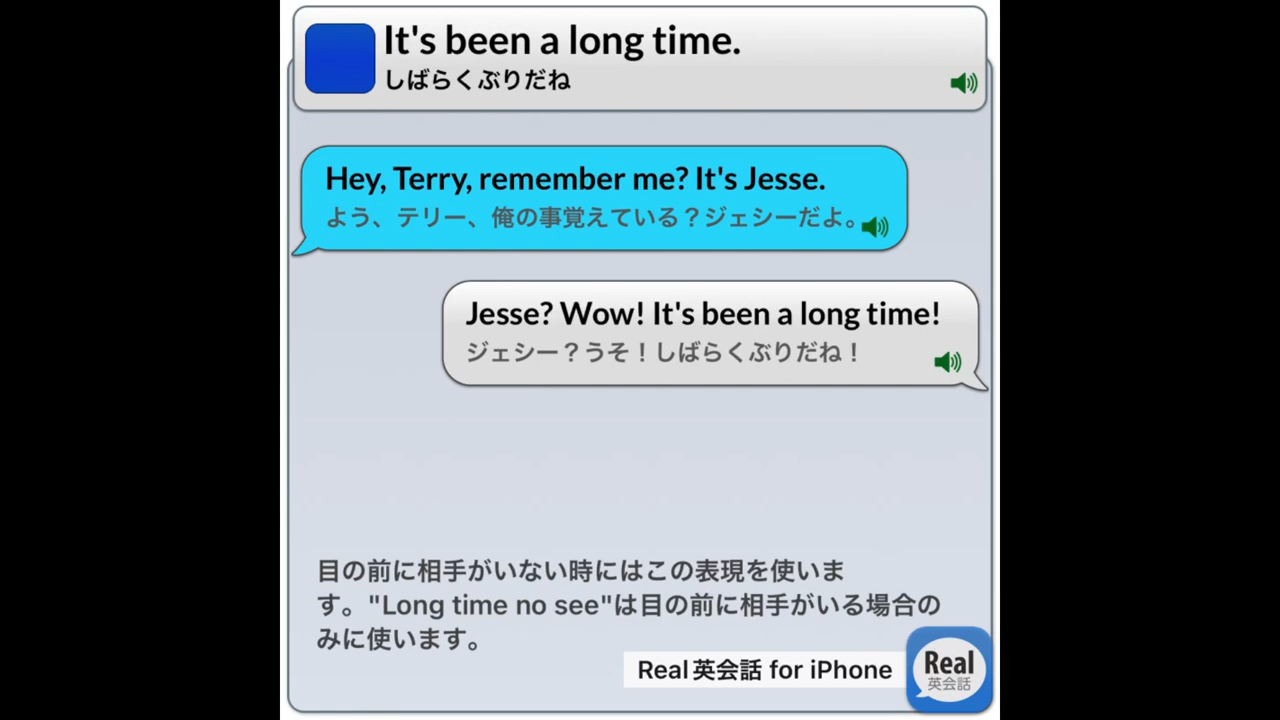 It's been a long time.
しばらくぶりだね
Hey, Terry, remember me? It's Jesse.
よう、テリー、俺の事覚えている？ジェシーだよ。
Jesse? Wow! It's been a long time!
ジェシー？うそ！しばらくぶりだね！
目の前に相手がいない時にはこの表現を使いま
す。"Long time no see"は目の前に相手がいる場合の
みに使います。
Real英会話 for iPhone
Real
英会話